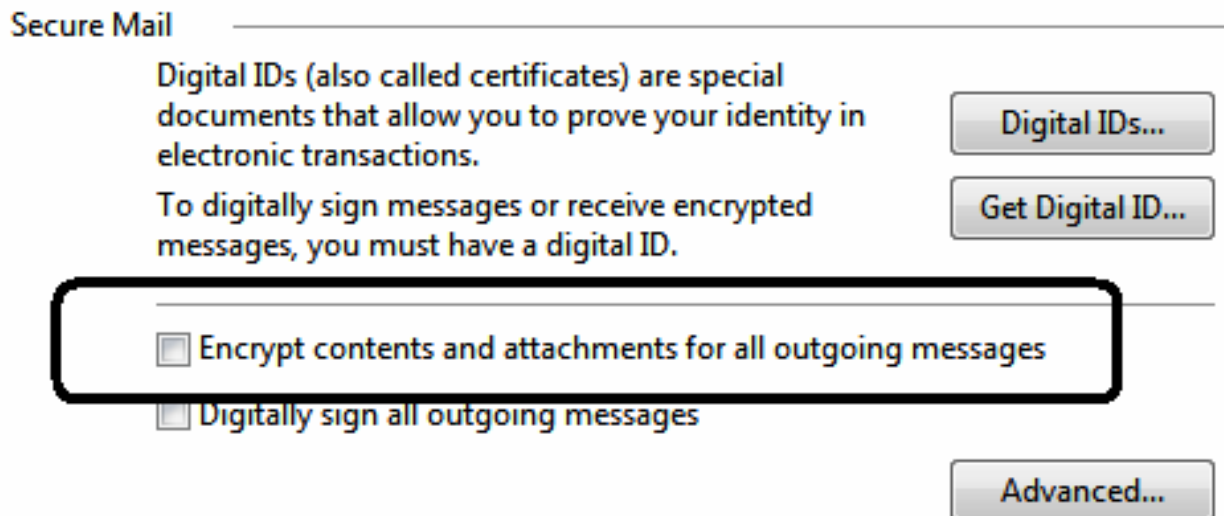 Secure Mail
Digital IDs (also called certificates) are special
documents that allow you to prove your identity in
electronic transactions.
Digital IDs...
To digitally sign messages or receive encrypted
messages, you must have a digital ID.
Get Digital ID...
Encrypt contents and attachments for all outgoing messages
Digitally sign all outgoing messages
Advanced...